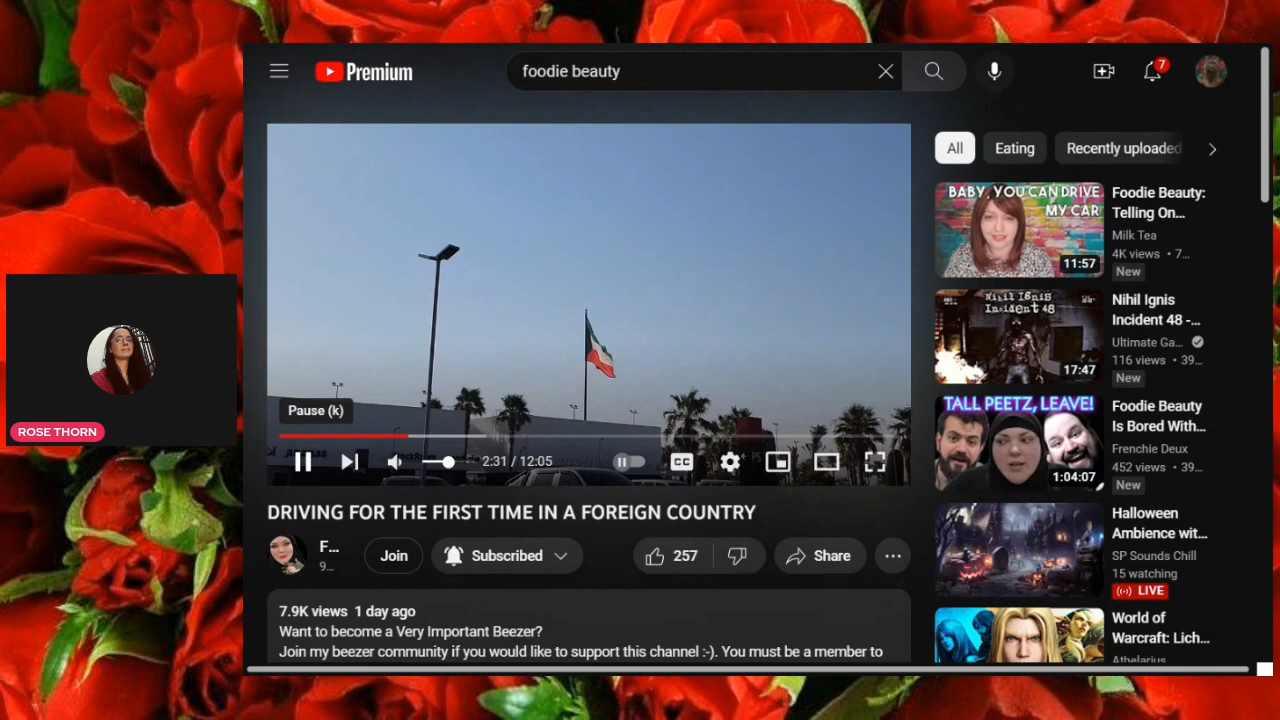 Premium
foodie beauty
7
All
Eating
Recently uploaded
Pause (k)
2:31 / 12:05
CC
DRIVING FOR THE FIRST TIME IN A FOREIGN COUNTRY
F...
9...
Join
Subscribed
257
Share
7.9K views 1 day ago
Want to become a Very Important Beezer?
Join my beezer community if you would like to support this channel :-). You must be a member to
BABY, YOU CAN DRIVE
MY CAR
11:57
Foodie Beauty:
Telling On...
Milk Tea
4K views • 7...
New
Nihil Ignis
Incident 48
17:47
Nihil Ignis
Incident 48 -...
Ultimate Ga...
116 views • 39...
New
TALL PEETZ, LEAVE!
1:04:07
Foodie Beauty
Is Bored With...
Frenchie Deux
452 views • 39...
New
Halloween
Ambience wit...
SP Sounds Chill
15 watching
LIVE
World of
Warcraft: Lich...
Athelarius
ROSE THORN